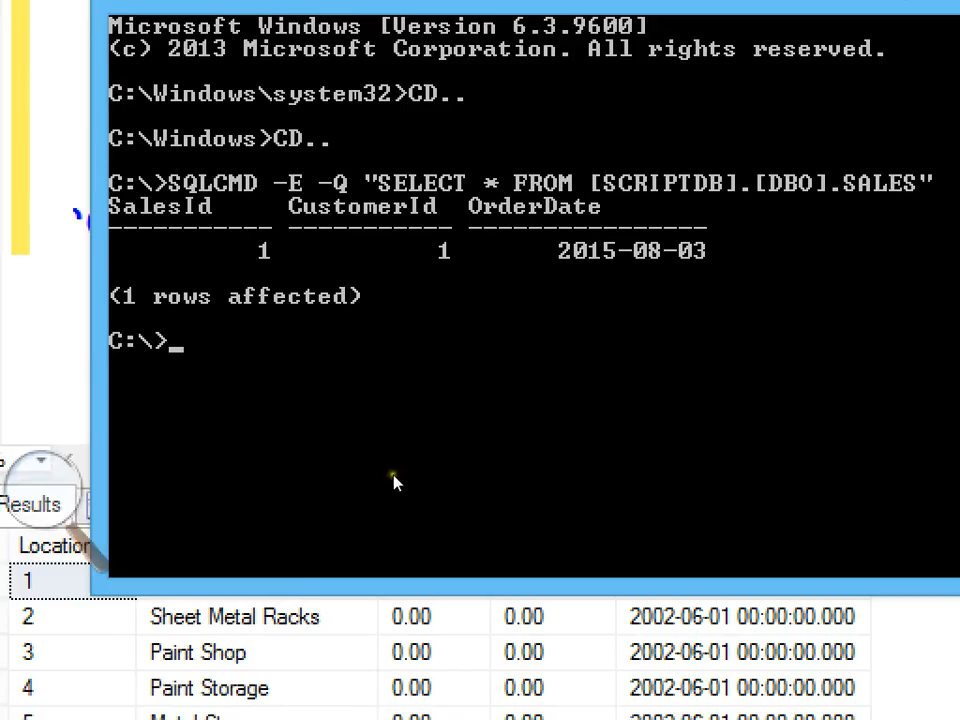 Microsoft Windows [Version 6.3.9600]
(c) 2013 Microsoft Corporation. All rights reserved.
C:\Windows\system32>CD..
C:\Windows>CD..
C:\>SQLCMD -E -Q "SELECT * FROM [SCRIPTDB].[DBO].SALES"
SalesId CustomerId OrderDate
----------- ----------- ----------------
1 1 2015-08-03
(1 rows affected)
C:\>_
Results
Location
1
2 Sheet Metal Racks 0.00 0.00 2002-06-01 00:00:00.000
3 Paint Shop 0.00 0.00 2002-06-01 00:00:00.000
4 Paint Storage 0.00 0.00 2002-06-01 00:00:00.000